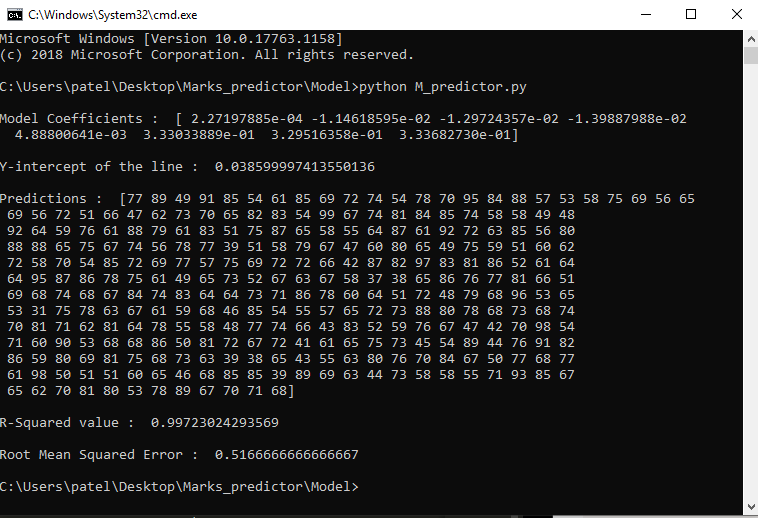 C:\Windows\System32\cmd.exe
Microsoft Windows [Version 10.0.17763.1158]
(c) 2018 Microsoft Corporation. All rights reserved.
C:\Users\patel\Desktop\Marks_predictor\Model>python M_predictor.py
Model Coefficients :  [ 2.27197885e-04 -1.14618595e-02 -1.29724357e-02 -1.39887988e-02
  4.88800641e-03  3.33033889e-01  3.29516358e-01  3.33682730e-01]
Y-intercept of the line :  0.038599997413550136
Predictions :  [77 89 49 91 85 54 61 85 69 72 74 54 78 70 95 84 88 57 53 58 75 69 56 65
 69 56 72 51 66 47 62 73 70 65 82 83 54 99 67 74 81 84 85 74 58 58 49 48
 92 64 59 76 61 88 79 61 83 51 75 87 65 58 55 64 87 61 92 72 63 85 56 80
 88 88 65 75 67 74 56 78 77 39 51 58 79 67 47 60 80 65 49 75 59 51 60 62
 72 58 70 54 85 72 69 77 57 75 69 72 72 66 42 87 82 97 83 81 86 52 61 64
 64 95 87 86 78 75 61 49 65 73 52 67 63 67 58 37 38 65 86 76 77 81 66 51
 69 68 74 68 67 84 74 83 64 64 73 71 86 78 60 64 51 72 48 79 68 96 53 65
 53 31 75 78 63 67 61 59 68 46 85 54 55 57 65 72 73 88 80 78 68 73 68 74
 70 81 71 62 81 64 78 55 58 48 77 74 66 43 83 52 59 76 67 47 42 70 98 54
 71 60 90 53 68 68 86 50 81 72 67 72 41 61 65 75 73 45 54 89 44 76 91 82
 86 59 80 69 81 75 68 73 63 39 38 65 43 55 63 80 76 70 84 67 50 77 68 77
 61 98 50 51 51 60 65 46 68 85 85 39 89 69 63 44 73 58 58 55 71 93 85 67
 65 62 70 81 80 53 78 89 67 70 71 68]
R-Squared value :  0.99723024293569
Root Mean Squared Error :  0.5166666666666667
C:\Users\patel\Desktop\Marks_predictor\Model>